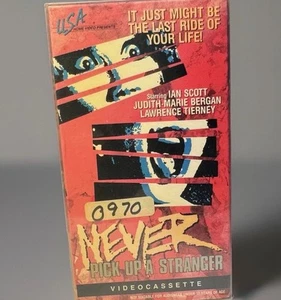 USA
HOME VIDEO PRESENTS
IT JUST MIGHT BE
THE LAST RIDE OF
YOUR LIFE!
Starring IAN SCOTT
JUDITH-MARIE BERGAN
LAWRENCE TIERNEY
0970
NEVER
PICK UP A STRANGER
VIDEOCASSETTE